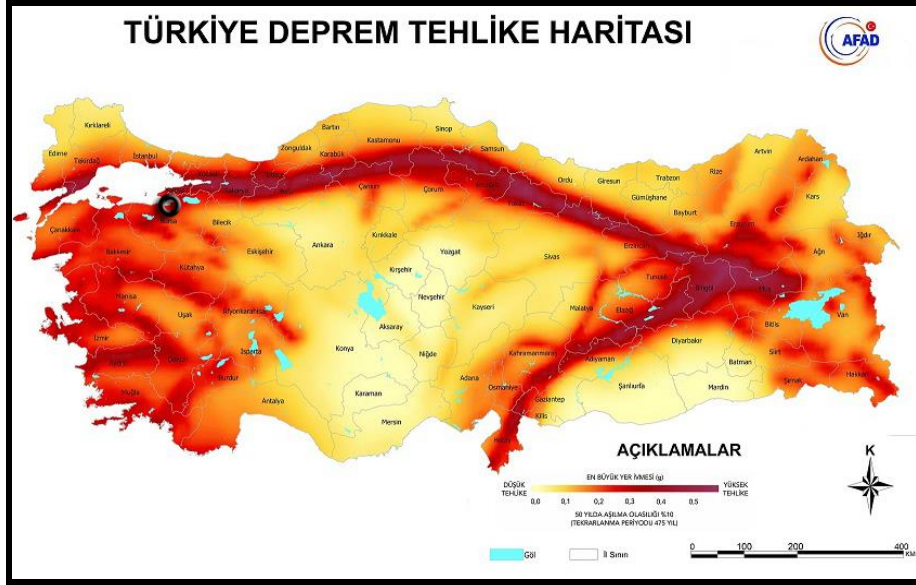 TÜRKİYE DEPREM TEHLİKE HARİTASI
AFAD
Kırklareli
Edirne
Tekirdağ
İstanbul
Zonguldak
Bartın
Karabük
Kastamonu
Sinop
Samsun
Ordu
Giresun
Trabzon
Rize
Artvin
Ardahan
Kars
Gümüşhane
Bayburt
Iğdır
Ağrı
Çanakkale
Balıkesir
Bilecik
Eskişehir
Ankara
Çankırı
Çorum
Kırıkkale
Yozgat
Sivas
Erzincan
Tunceli
Kütahya
Manisa
Uşak
Afyonkarahisar
Kırşehir
Nevşehir
Kayseri
Malatya
Elazığ
Van
Bitlis
İzmir
Isparta
Konya
Aksaray
Niğde
Kahramanmaraş
Adıyaman
Diyarbakır
Batman
Siirt
Muğla
Burdur
Antalya
Karaman
Mersin
Adana
Osmaniye
Gaziantep
Kilis
Şanlıurfa
Mardin
Şırnak
Hakkari
AÇIKLAMALAR
EN BÜYÜK YER İVMESİ (g)
DÜŞÜK TEHLİKE
YÜKSEK TEHLİKE
0,0 0,1 0,2 0,3 0,4 0,5
50 YILDA AŞILMA OLASILIĞI %10
(TEKRARLANMA PERİYODU 475 YIL)
Göl
İl Sınırı
K
0 100 200 400
KM